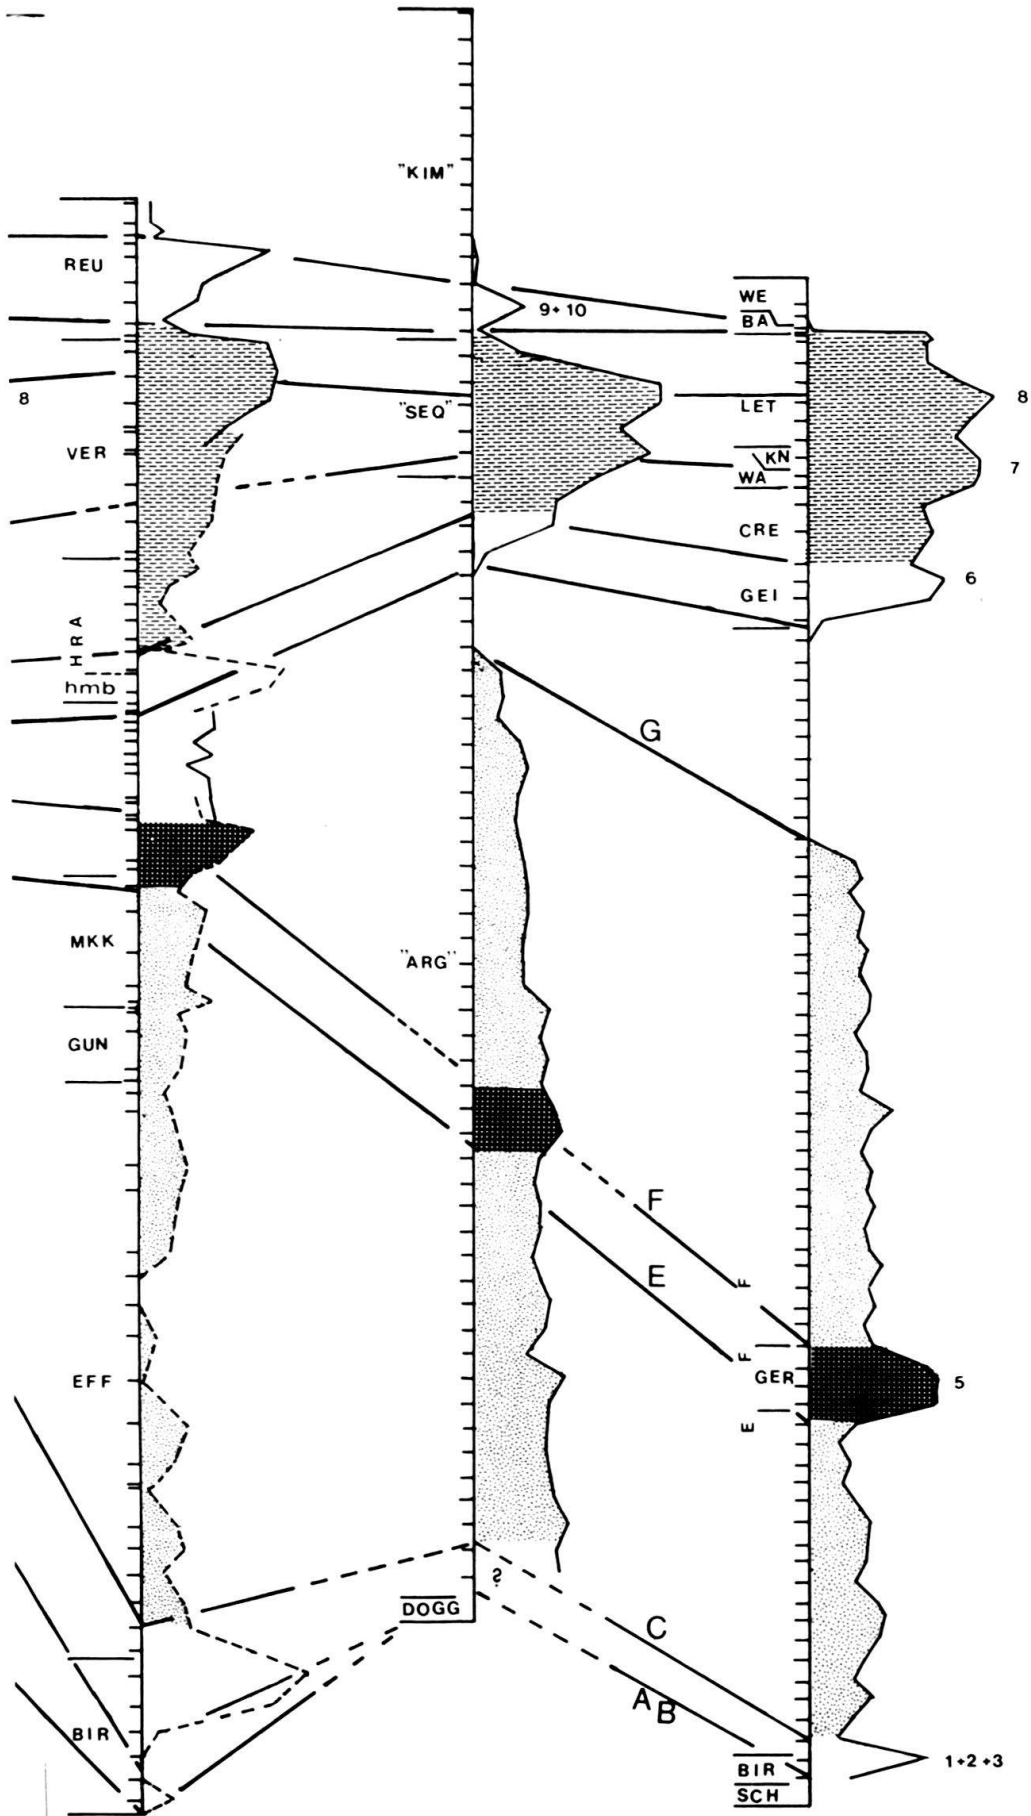 "KIM"
REU
9+10
WE
BA
8
"SEQ"
LET
8
VER
KN
7
WA
CRE
6
GEI
HRA
hmb
G
MKK
"ARG"
GUN
F
E
F
F
EFF
GER
5
E
?
DOGG
C
A B
BIR
1+2+3
BIR
SCH